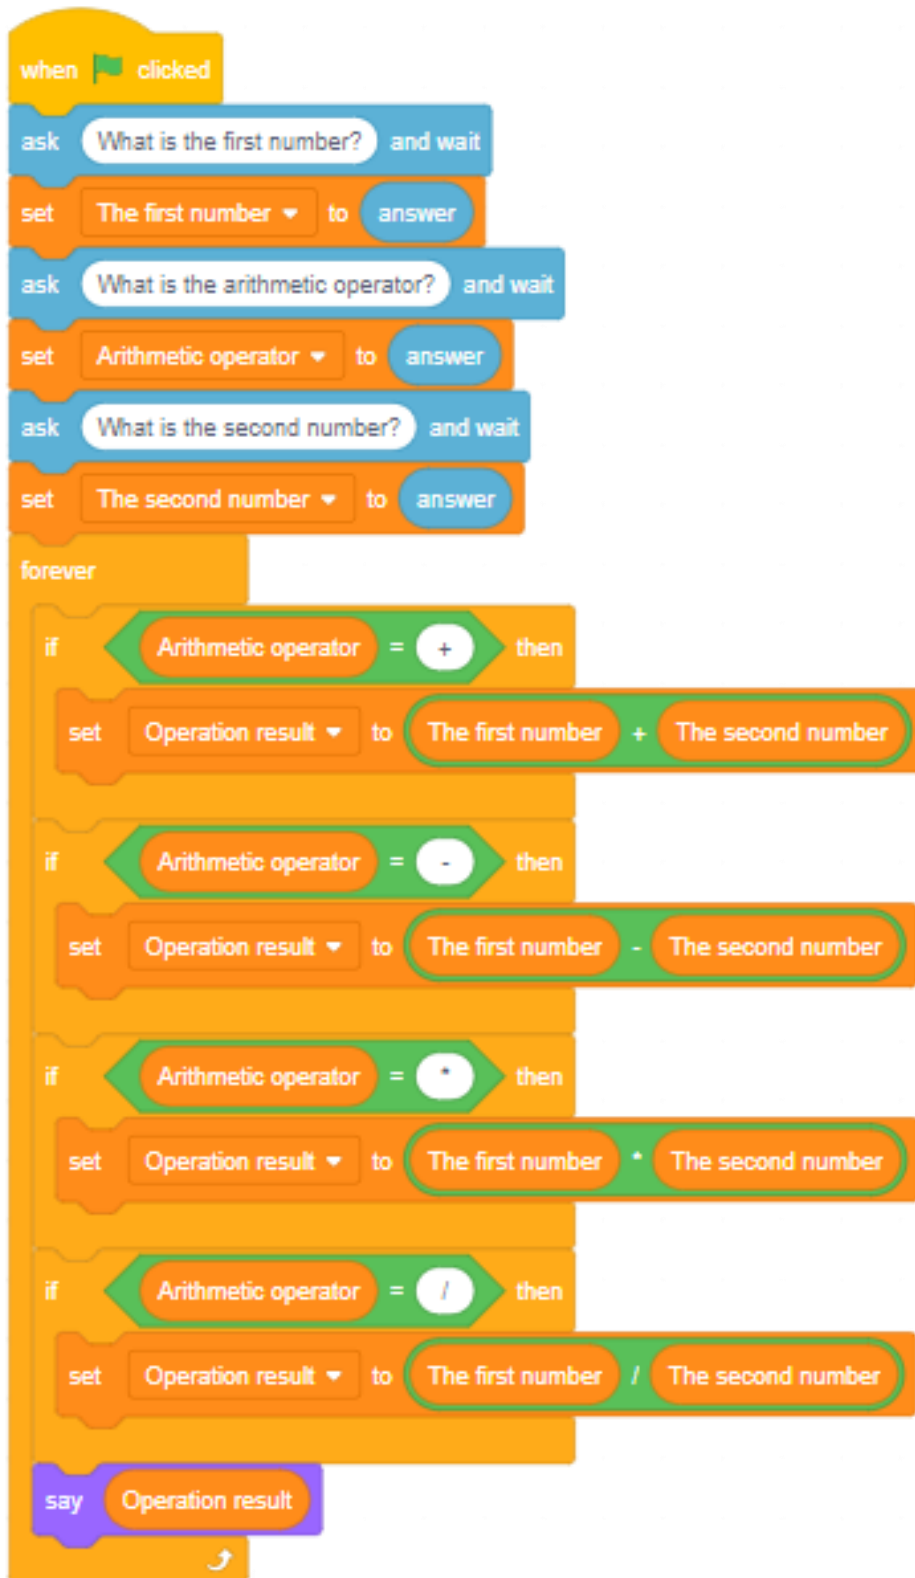 when clicked
ask What is the first number? and wait
set The first number to answer
ask What is the arithmetic operator? and wait
set Arithmetic operator to answer
ask What is the second number? and wait
set The second number to answer
forever
if Arithmetic operator = + then
set Operation result to The first number + The second number
if Arithmetic operator = - then
set Operation result to The first number - The second number
if Arithmetic operator = * then
set Operation result to The first number * The second number
if Arithmetic operator = / then
set Operation result to The first number / The second number
say Operation result